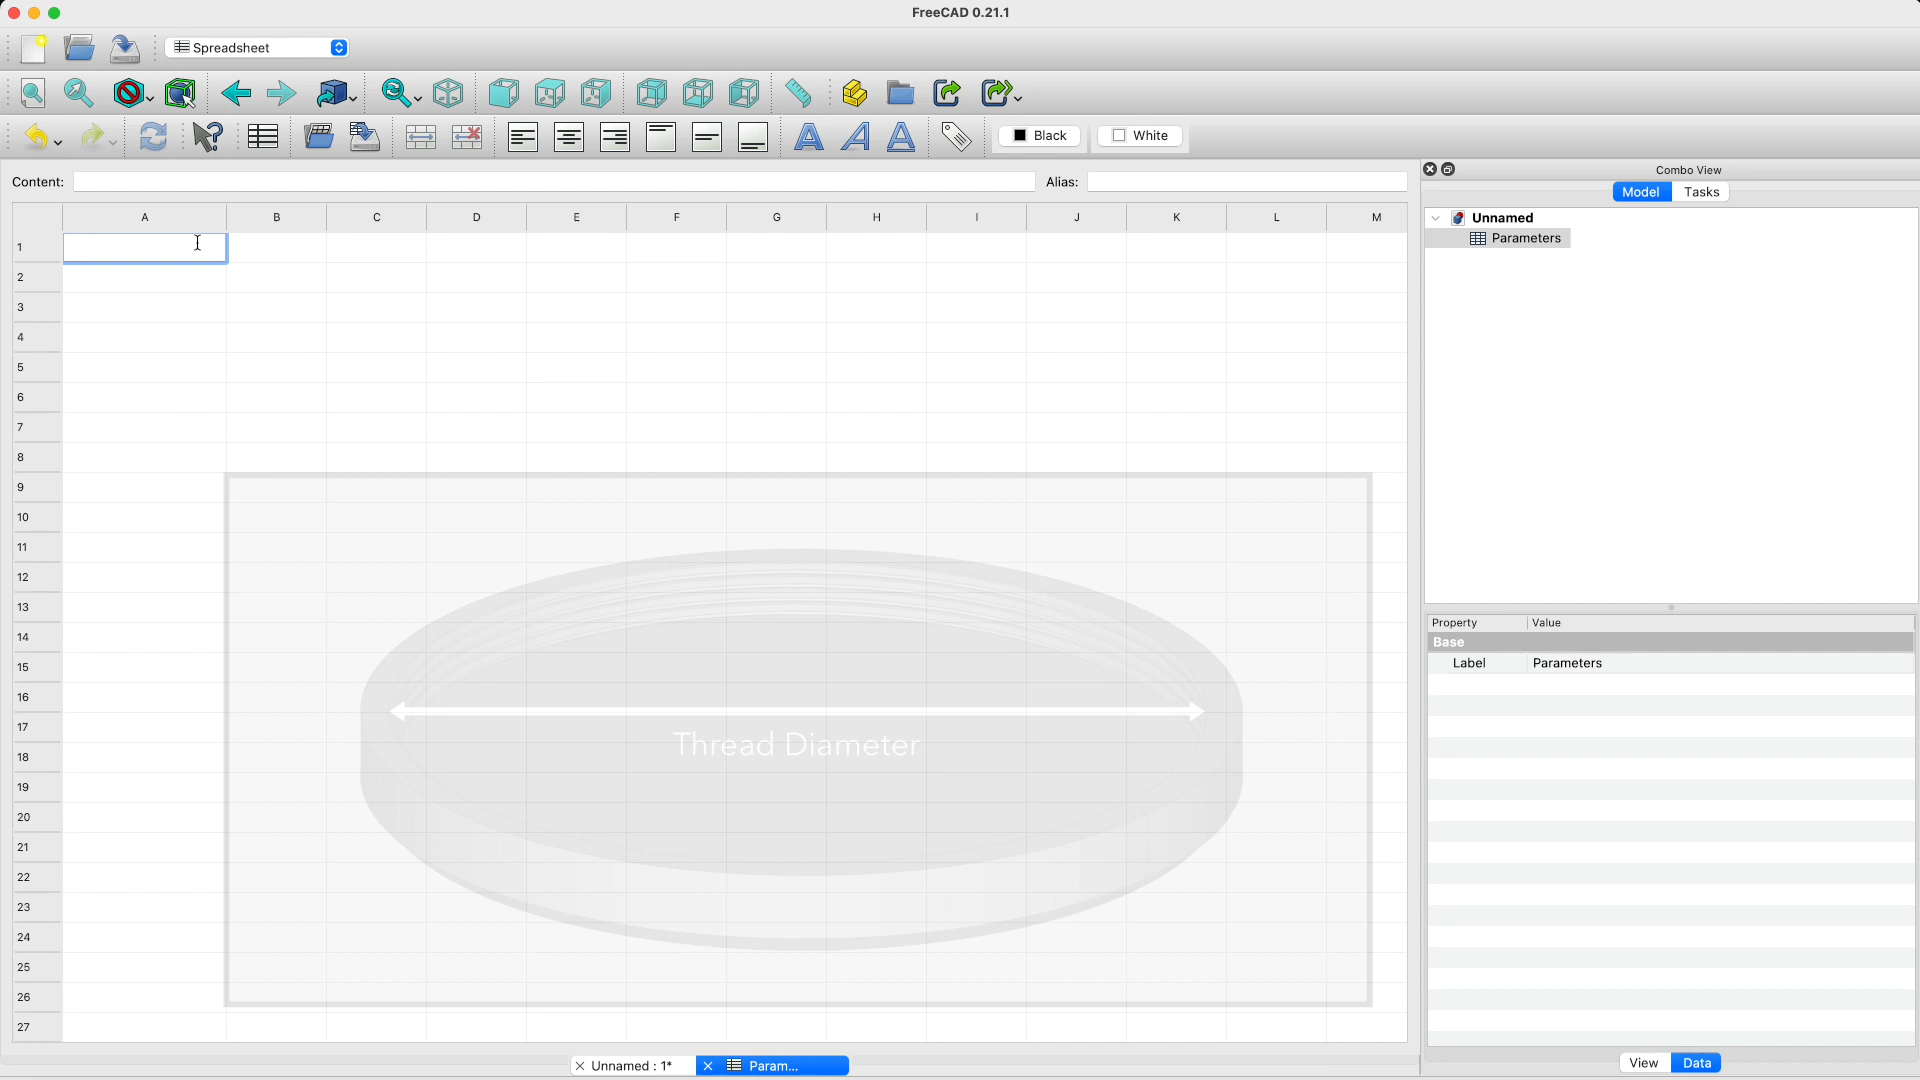 FreeCAD 0.21.1
Spreadsheet
Black White
Content: Alias:
A B C D E F G H I J K L M
1
2
3
4
5
6
7
8
9
10
11
12
13
14
15
16
17
18
19
20
21
22
23
24
25
26
27
Thread Diameter
× Unnamed : 1* × Param...
Combo View
Model Tasks
Unnamed
Parameters
Property Value
Base
Label Parameters
View Data